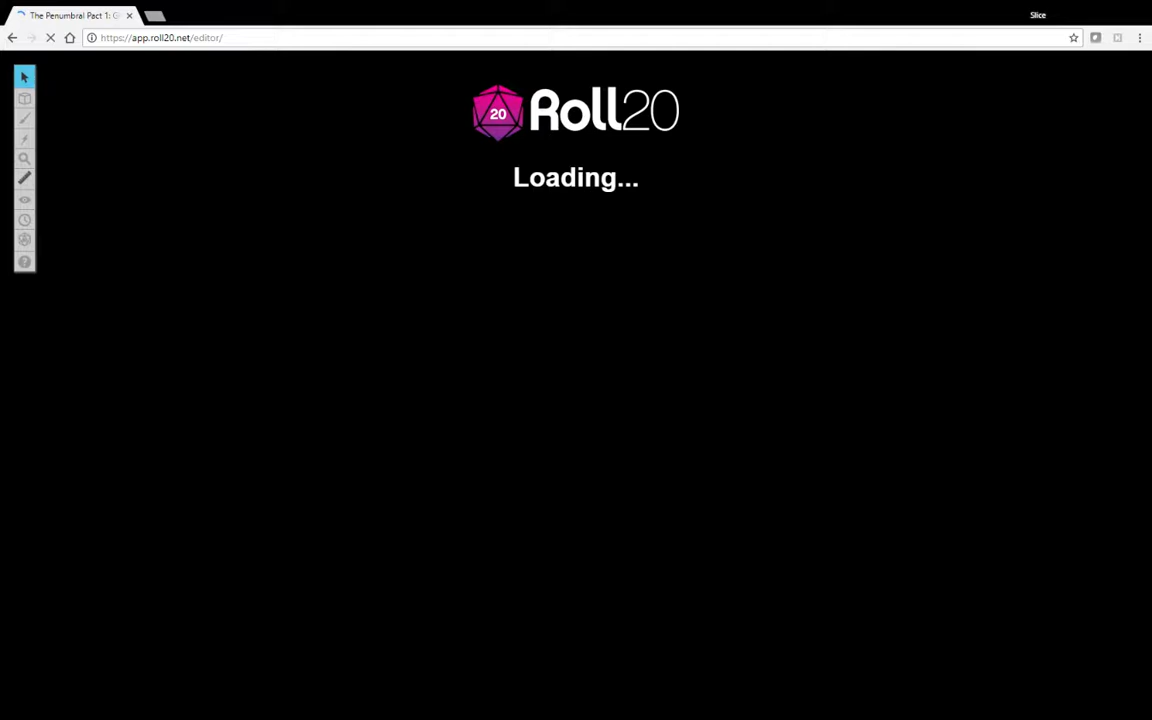 The Penumbral Pact 1:
Slice
https://app.roll20.net/editor/
20 Roll20
Loading...